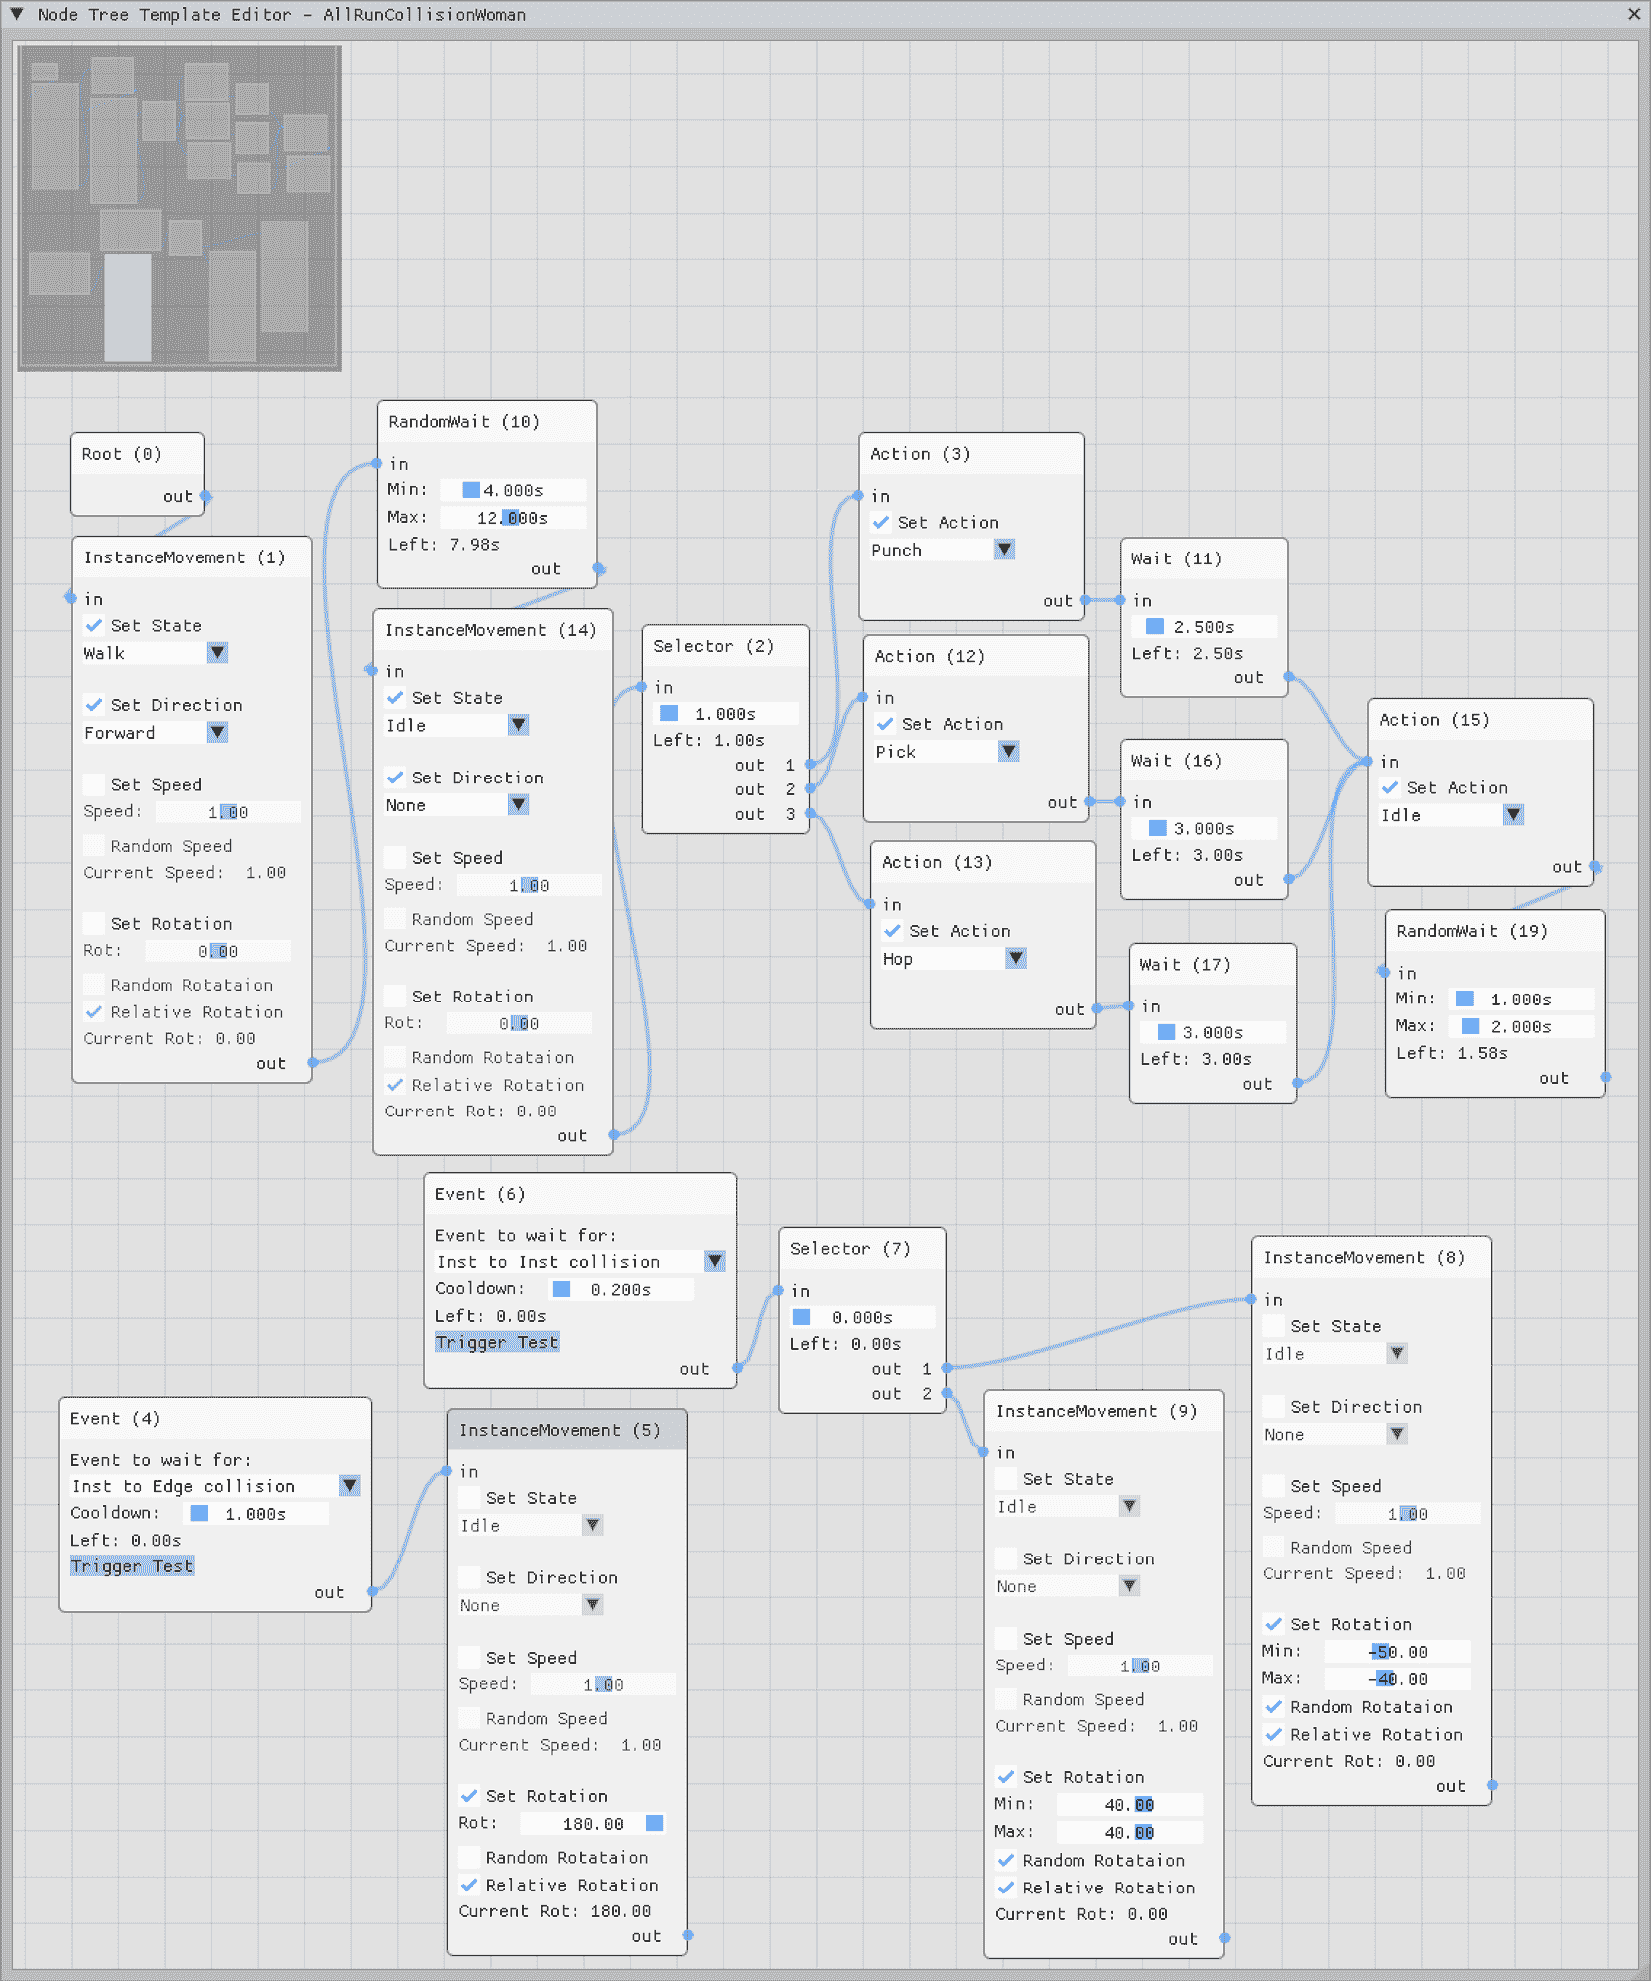 Node Tree Template Editor - AllRunCollisionWoman
Root (0)
out
InstanceMovement (1)
in
Set State
Walk
Set Direction
Forward
Set Speed
Speed: 1.00
Random Speed
Current Speed: 1.00
Set Rotation
Rot: 0.00
Random Rotataion
Relative Rotation
Current Rot: 0.00
out
RandomWait (10)
in
Min: 4.000s
Max: 12.000s
Left: 7.98s
out
InstanceMovement (14)
in
Set State
Idle
Set Direction
None
Set Speed
Speed: 1.00
Random Speed
Current Speed: 1.00
Set Rotation
Rot: 0.00
Random Rotataion
Relative Rotation
Current Rot: 0.00
out
Selector (2)
in
1.000s
Left: 1.00s
out 1
out 2
out 3
Action (3)
in
Set Action
Punch
out
Action (12)
in
Set Action
Pick
out
Action (13)
in
Set Action
Hop
out
Wait (11)
in
2.500s
Left: 2.50s
out
Wait (16)
in
3.000s
Left: 3.00s
out
Wait (17)
in
3.000s
Left: 3.00s
out
Action (15)
in
Set Action
Idle
out
RandomWait (19)
in
Min: 1.000s
Max: 2.000s
Left: 1.58s
out
Event (6)
Event to wait for:
Inst to Inst collision
Cooldown: 0.200s
Left: 0.00s
Trigger Test
out
Selector (7)
in
0.000s
Left: 0.00s
out 1
out 2
InstanceMovement (8)
in
Set State
Idle
Set Direction
None
Set Speed
Speed: 1.00
Random Speed
Current Speed: 1.00
Set Rotation
Min: -50.00
Max: -40.00
Random Rotataion
Relative Rotation
Current Rot: 0.00
out
Event (4)
Event to wait for:
Inst to Edge collision
Cooldown: 1.000s
Left: 0.00s
Trigger Test
out
InstanceMovement (5)
in
Set State
Idle
Set Direction
None
Set Speed
Speed: 1.00
Random Speed
Current Speed: 1.00
Set Rotation
Rot: 180.00
Random Rotataion
Relative Rotation
Current Rot: 180.00
out
InstanceMovement (9)
in
Set State
Idle
Set Direction
None
Set Speed
Speed: 1.00
Random Speed
Current Speed: 1.00
Set Rotation
Min: 40.00
Max: 40.00
Random Rotataion
Relative Rotation
Current Rot: 0.00
out